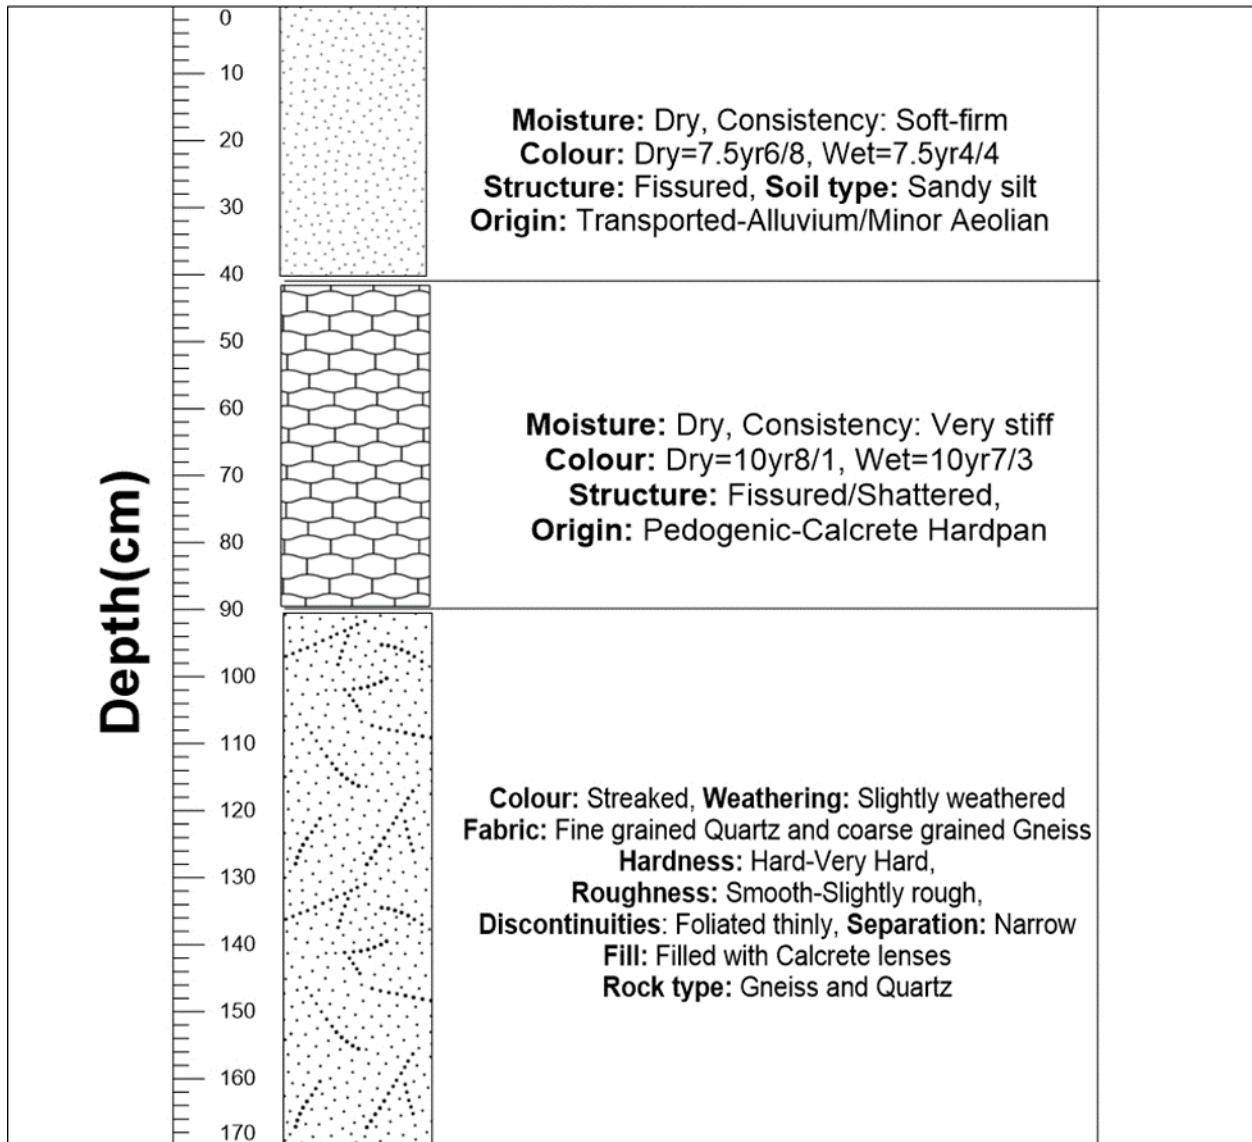 Depth(cm)
0
10
20
30
40
50
60
70
80
90
100
110
120
130
140
150
160
170
Moisture: Dry, Consistency: Soft-firm
Colour: Dry=7.5yr6/8, Wet=7.5yr4/4
Structure: Fissured, Soil type: Sandy silt
Origin: Transported-Alluvium/Minor Aeolian
Moisture: Dry, Consistency: Very stiff
Colour: Dry=10yr8/1, Wet=10yr7/3
Structure: Fissured/Shattered,
Origin: Pedogenic-Calcrete Hardpan
Colour: Streaked, Weathering: Slightly weathered
Fabric: Fine grained Quartz and coarse grained Gneiss
Hardness: Hard-Very Hard,
Roughness: Smooth-Slightly rough,
Discontinuities: Foliated thinly, Separation: Narrow
Fill: Filled with Calcrete lenses
Rock type: Gneiss and Quartz